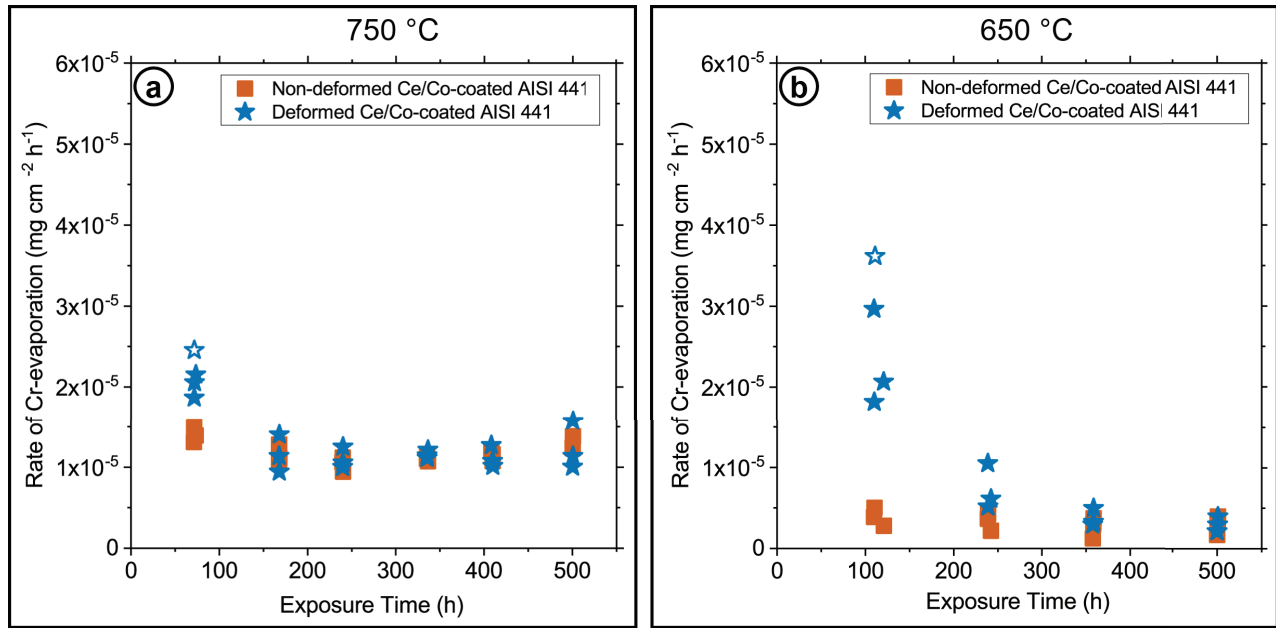 750 °C
a
Non-deformed Ce/Co-coated AISI 441
Deformed Ce/Co-coated AISI 441
Rate of Cr-evaporation (mg cm⁻² h⁻¹)
6x10⁻⁵
5x10⁻⁵
4x10⁻⁵
3x10⁻⁵
2x10⁻⁵
1x10⁻⁵
0
0 100 200 300 400 500
Exposure Time (h)
650 °C
b
Non-deformed Ce/Co-coated AISI 441
Deformed Ce/Co-coated AISI 441
Rate of Cr-evaporation (mg cm⁻² h⁻¹)
6x10⁻⁵
5x10⁻⁵
4x10⁻⁵
3x10⁻⁵
2x10⁻⁵
1x10⁻⁵
0
0 100 200 300 400 500
Exposure Time (h)